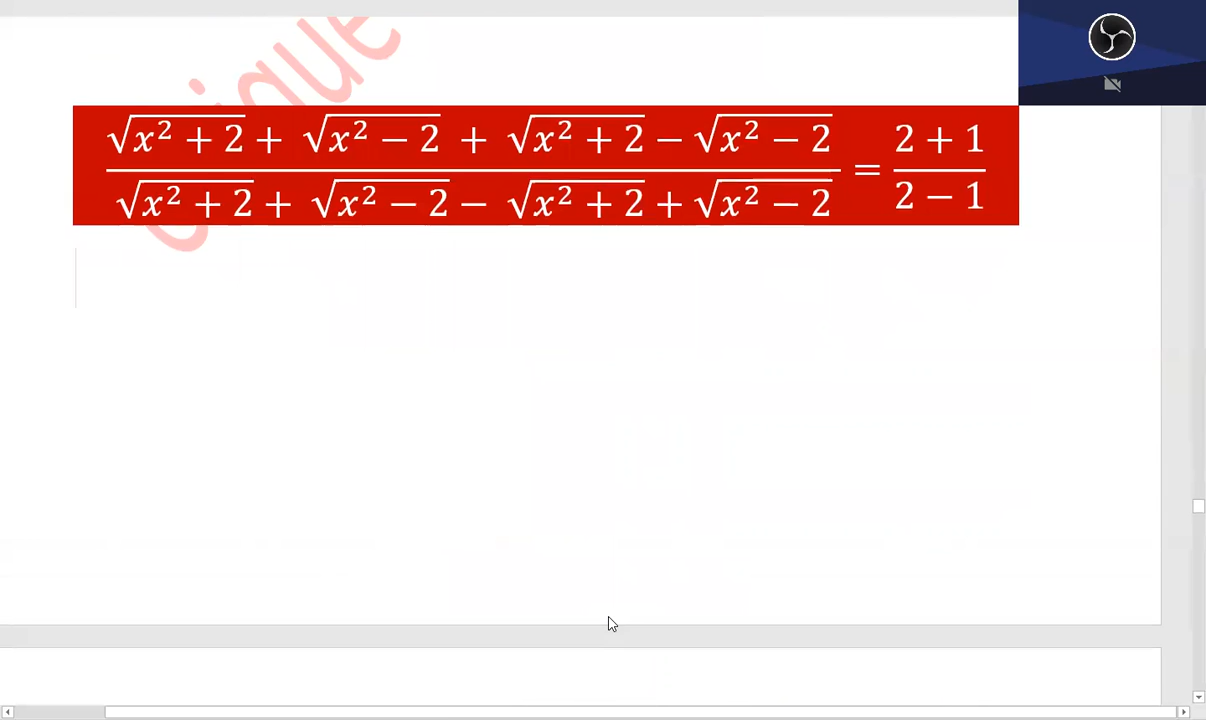 √(x² + 2) + √(x² − 2) + √(x² + 2) − √(x² − 2) / √(x² + 2) + √(x² − 2) − √(x² + 2) + √(x² − 2) = 2 + 1 / 2 − 1